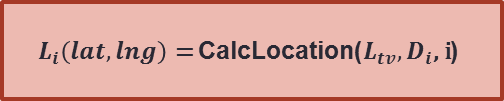 L_i(lat, lng) = CalcLocation(L_tv, D_i, i)